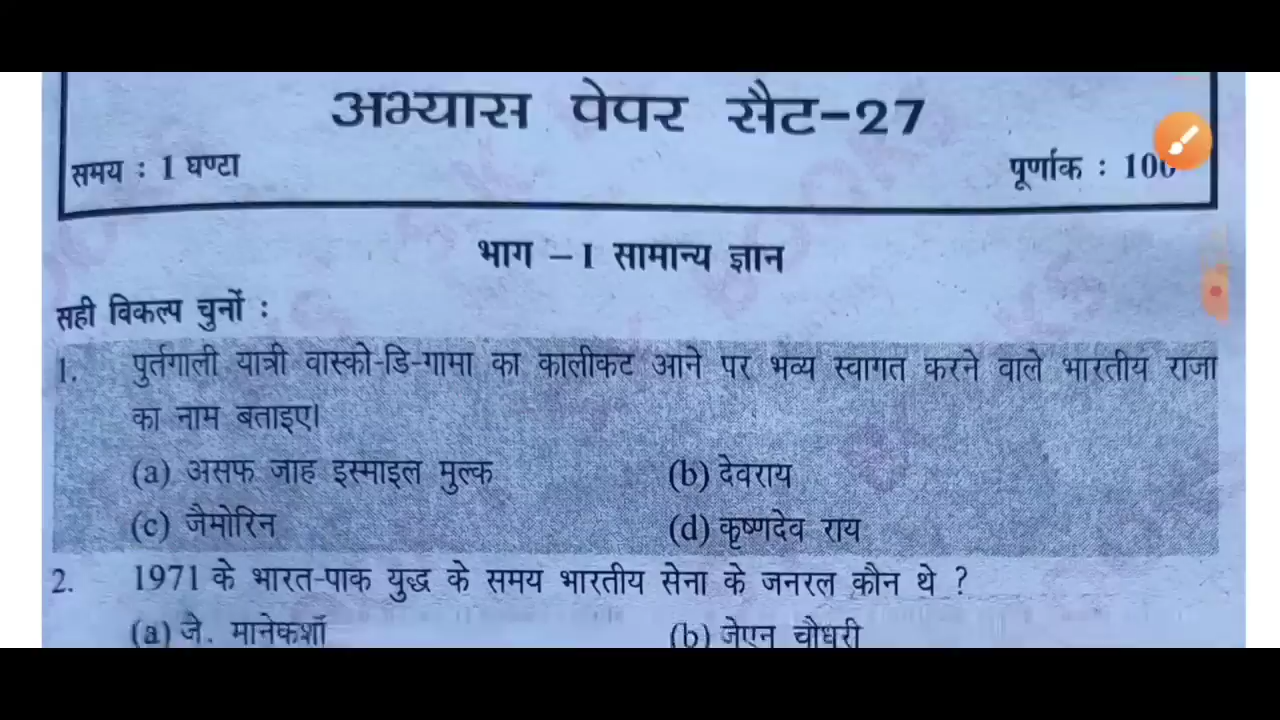 अभ्यास पेपर सैट-27
समय : 1 घण्टा
पूर्णाक : 100
भाग – I सामान्य ज्ञान
सही विकल्प चुनों :
1. पुर्तगाली यात्री वास्को-डि-गामा का कालीकट आने पर भव्य स्वागत करने वाले भारतीय राजा
का नाम बताइए।
(a) असफ जाह इस्माइल मुल्क (b) देवराय
(c) जैमोरिन (d) कृष्णदेव राय
2. 1971 के भारत-पाक युद्ध के समय भारतीय सेना के जनरल कौन थे ?
(a) जे. मानेकशॉ (b) जेएन चौधरी